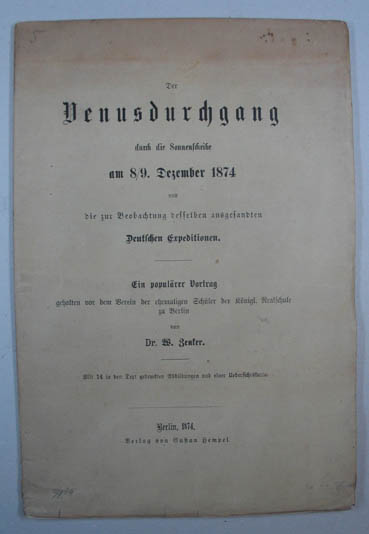 Der
Venusdurchgang
durch die Sonnenscheibe
am 8/9. Dezember 1874
und
die zur Beobachtung desselben ausgesandten
Deutschen Expeditionen.
Ein populärer Vortrag
gehalten vor dem Verein der ehemaligen Schüler der Königl. Realschule
zu Berlin
von
Dr. W. Zenker.
Mit 14 in den Text gedruckten Abbildungen und einer Uebersichtskarte
Berlin, 1874.
Verlag von Gustav Hempel